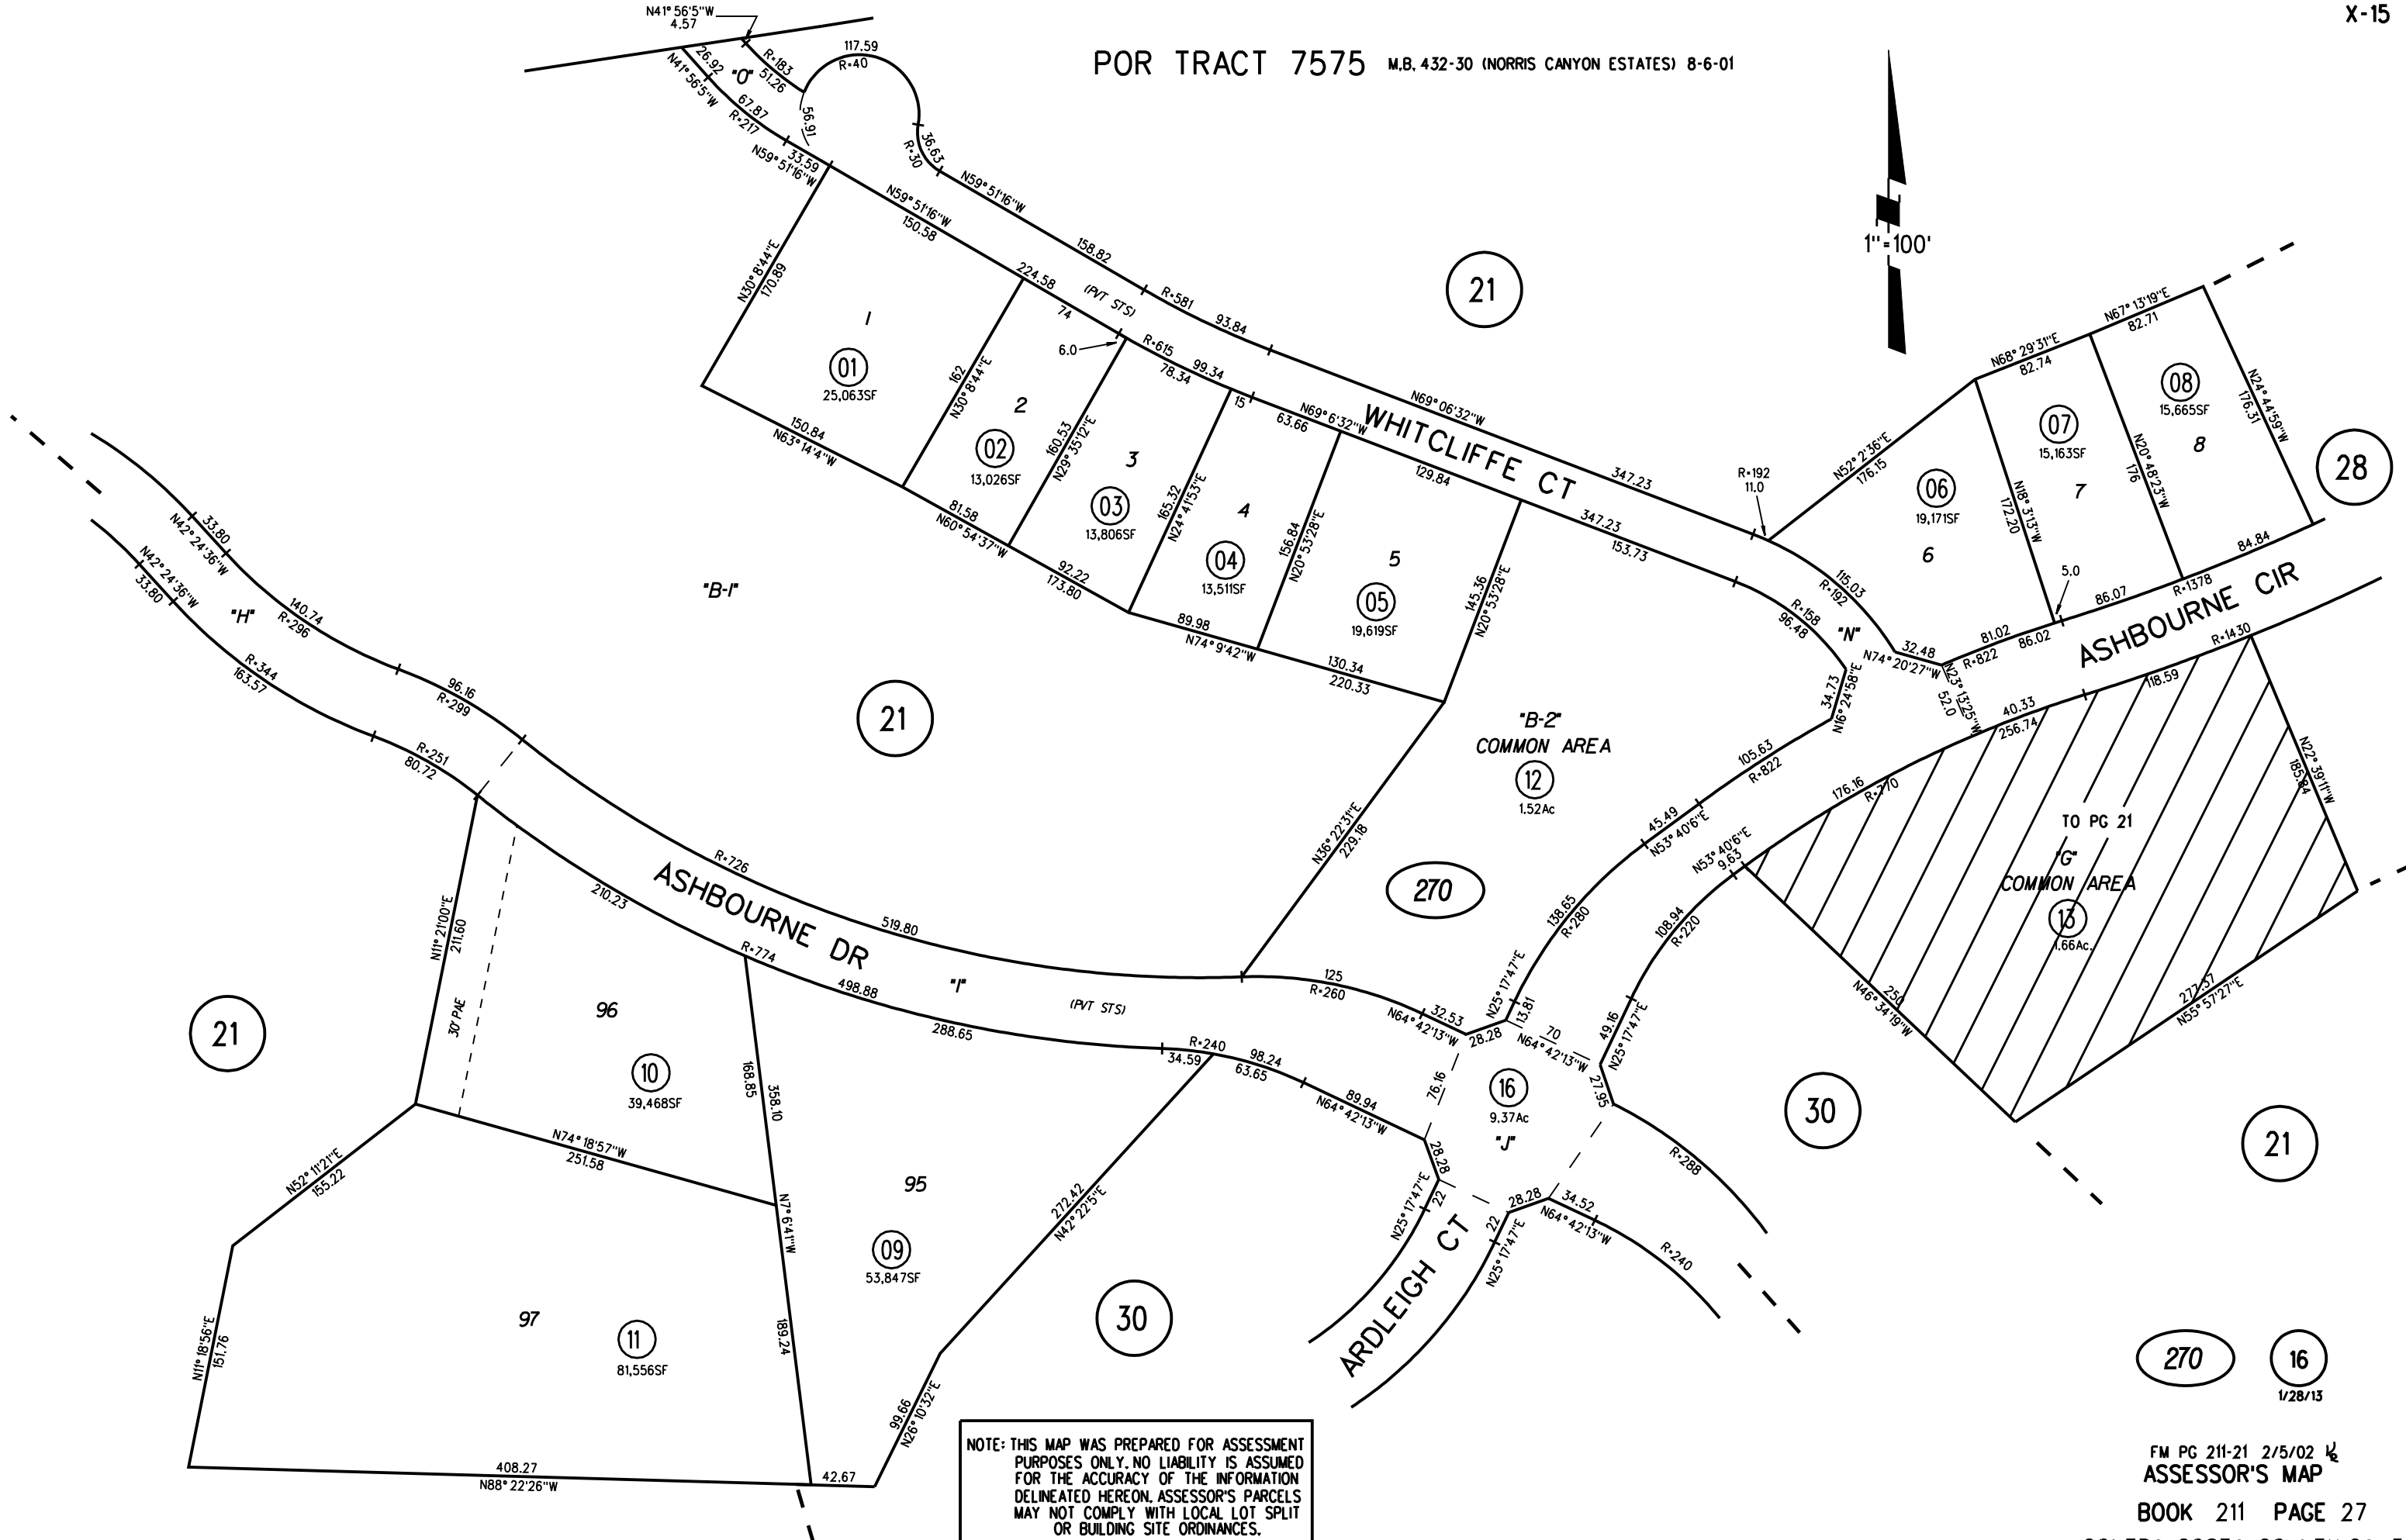 X-15
POR TRACT 7575 M.B. 432-30 (NORRIS CANYON ESTATES) 8-6-01
N41°56'5"W
4.57
26.92
N41°56'5"W
"O"
R=183
51.26
117.59
R=40
67.87
R=217
56.91
36.63
R=30
33.59
N59°51'16"W
N59°51'16"W
150.58
N59°51'16"W
158.82
1"=100'
21
N30°8'44"E
170.89
1
01
25,063SF
224.58
74
(PVT STS)
6.0
R=581
93.84
R=615
99.34
78.34
15
162
N30°8'44"E
2
02
13,026SF
160.53
N29°35'12"E
3
03
13,806SF
165.32
N24°41'53"E
4
04
13,511SF
156.84
N20°53'28"E
5
05
19,619SF
145.36
N20°53'28"E
63.66
N69°6'32"W
129.84
WHITCLIFFE CT
N69°06'32"W
347.23
347.23
153.73
150.84
N63°14'4"W
81.58
N60°54'37"W
92.22
173.80
89.98
N74°9'42"W
130.34
220.33
R=192
11.0
N52°2'36"E
176.15
N68°29'31"E
82.74
N67°13'19"E
82.71
06
19,171SF
6
N18°3'13"W
172.20
07
15,163SF
7
N20°48'23"W
176
08
15,665SF
8
N24°44'59"W
176.31
28
115.03
R=192
R=158
96.48
"N"
32.48
N74°20'27"W
81.02
R=822
86.02
5.0
86.07
R=1378
84.84
ASHBOURNE CIR
R=1430
118.59
N23°13'25"W
52.0
40.33
256.74
34.73
N16°24'58"E
105.63
R=822
45.49
N53°40'6"E
N53°40'6"E
9.63
176.16
R=770
TO PG 21
"G"
COMMON AREA
13
1.66Ac.
N22°39'11"W
185.84
250
N46°34'19"W
277.37
N55°57'27"E
33.80
N42°24'36"W
N42°24'36"W
33.80
"H"
140.74
R=296
R=344
163.57
96.16
R=299
R=251
80.72
"B-1"
21
"B-2"
COMMON AREA
12
1.52Ac
270
N36°22'31"E
229.18
R=726
519.80
ASHBOURNE DR
"I"
(PVT STS)
210.23
R=774
498.88
288.65
125
R=260
32.53
N64°42'13"W
28.28
N25°17'47"E
13.81
138.65
R=280
108.94
R=220
70
N64°42'13"W
49.16
N25°17'47"E
27.95
76.16
16
9.37Ac
"J"
R=240
34.59
98.24
63.65
89.94
N64°42'13"W
28.28
N25°17'47"E
22
28.28
22
N25°17'47"E
34.52
N64°42'13"W
R=288
R=240
ARDLEIGH CT
30
21
21
N11°21'00"E
211.60
30' PAE
96
10
39,468SF
168.85
358.10
N74°18'57"W
251.58
N7°6'41"W
189.24
95
09
53,847SF
272.42
N42°22'5"E
30
N52°11'21"E
155.22
N11°18'56"E
151.76
97
11
81,556SF
408.27
N88°22'26"W
42.67
99.66
N26°10'32"E
NOTE: THIS MAP WAS PREPARED FOR ASSESSMENT
PURPOSES ONLY. NO LIABILITY IS ASSUMED
FOR THE ACCURACY OF THE INFORMATION
DELINEATED HEREON. ASSESSOR'S PARCELS
MAY NOT COMPLY WITH LOCAL LOT SPLIT
OR BUILDING SITE ORDINANCES.
270
16
1/28/13
FM PG 211-21 2/5/02
ASSESSOR'S MAP
BOOK 211 PAGE 27